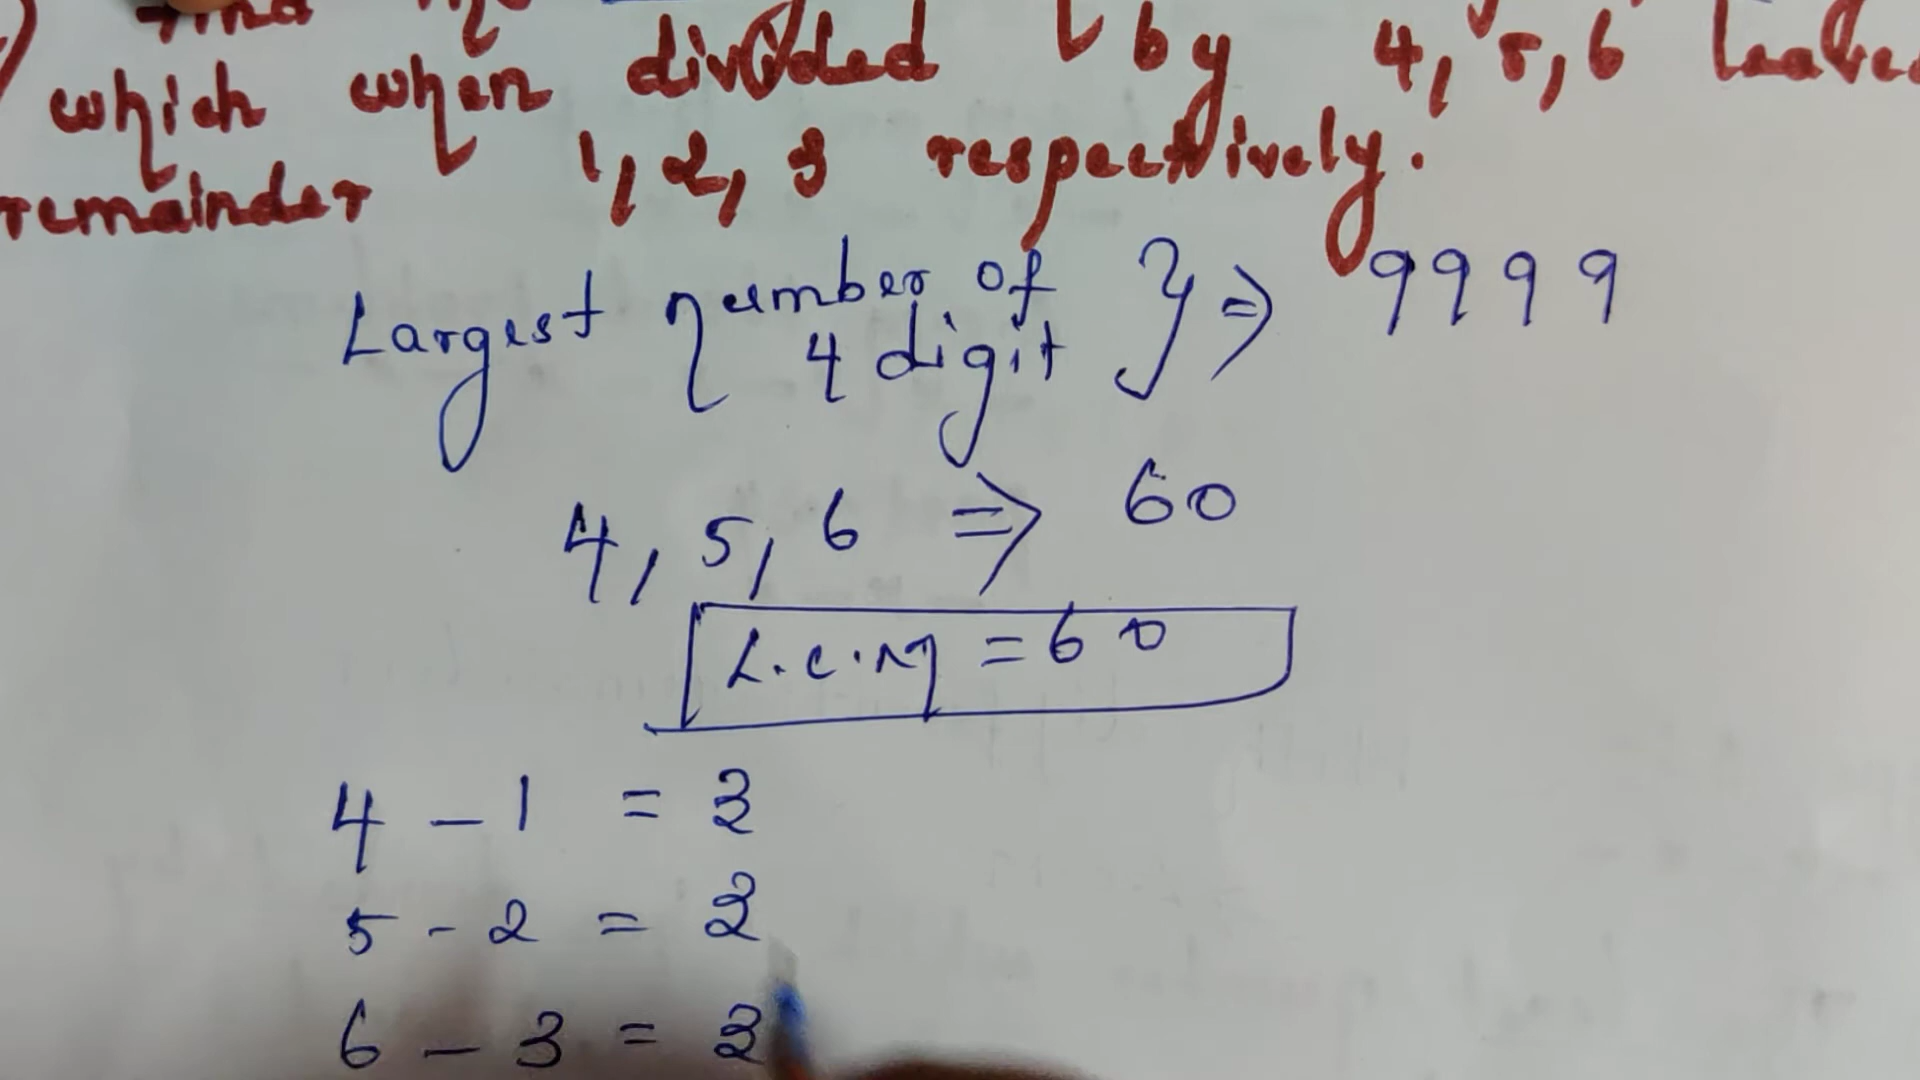 which when divided by 4, 5, 6 leaves
remainder 1, 2, 3 respectively.
Largest number of
4 digit } ⇒ 9999
4, 5, 6 ⇒ 60
L.C.M = 60
4 - 1 = 3
5 - 2 = 3
6 - 3 = 3